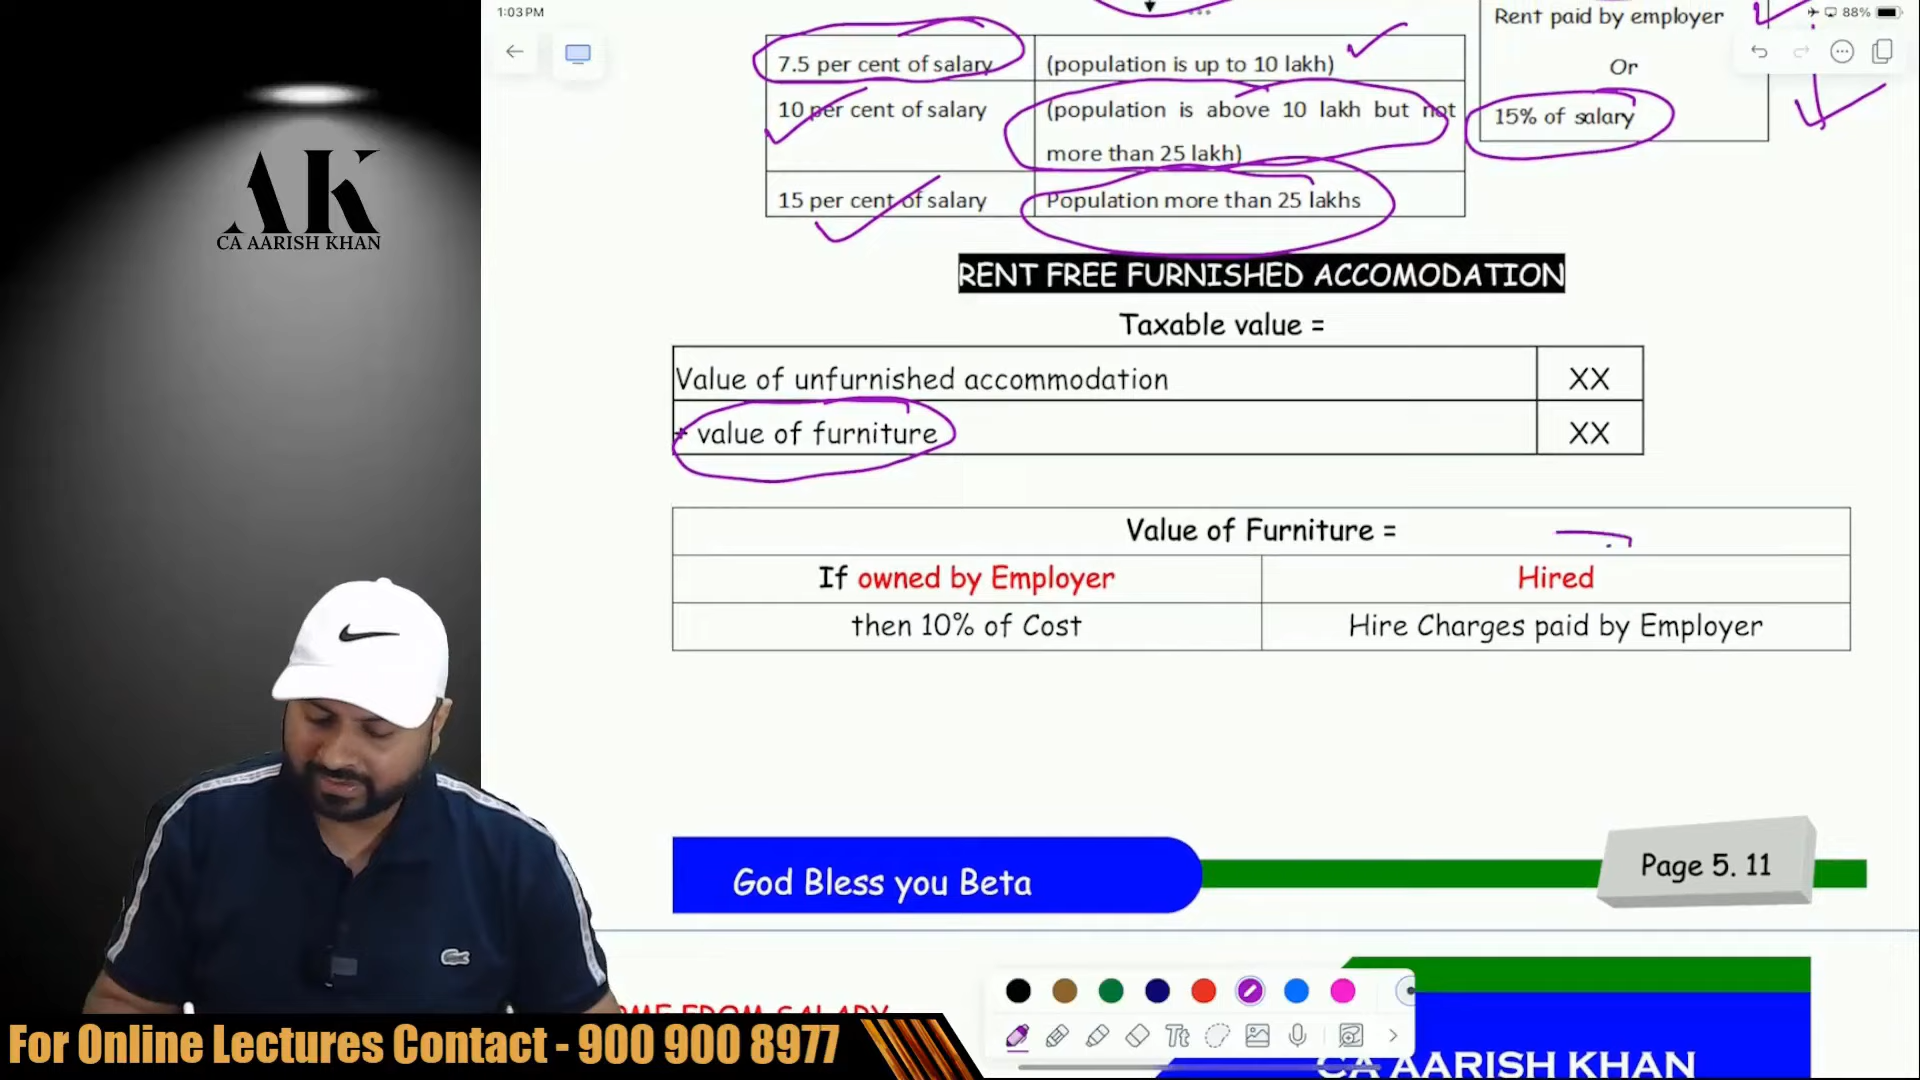 1:03 PM
88%
Rent paid by employer
Or
15% of salary
7.5 per cent of salary (population is up to 10 lakh)
10 per cent of salary (population is above 10 lakh but not
more than 25 lakh)
15 per cent of salary Population more than 25 lakhs
AK
CA AARISH KHAN
RENT FREE FURNISHED ACCOMODATION
Taxable value =
Value of unfurnished accommodation XX
+ value of furniture XX
Value of Furniture =
If owned by Employer Hired
then 10% of Cost Hire Charges paid by Employer
God Bless you Beta
Page 5. 11
OME FROM SALARY
Tt
For Online Lectures Contact - 900 900 8977
CA AARISH KHAN